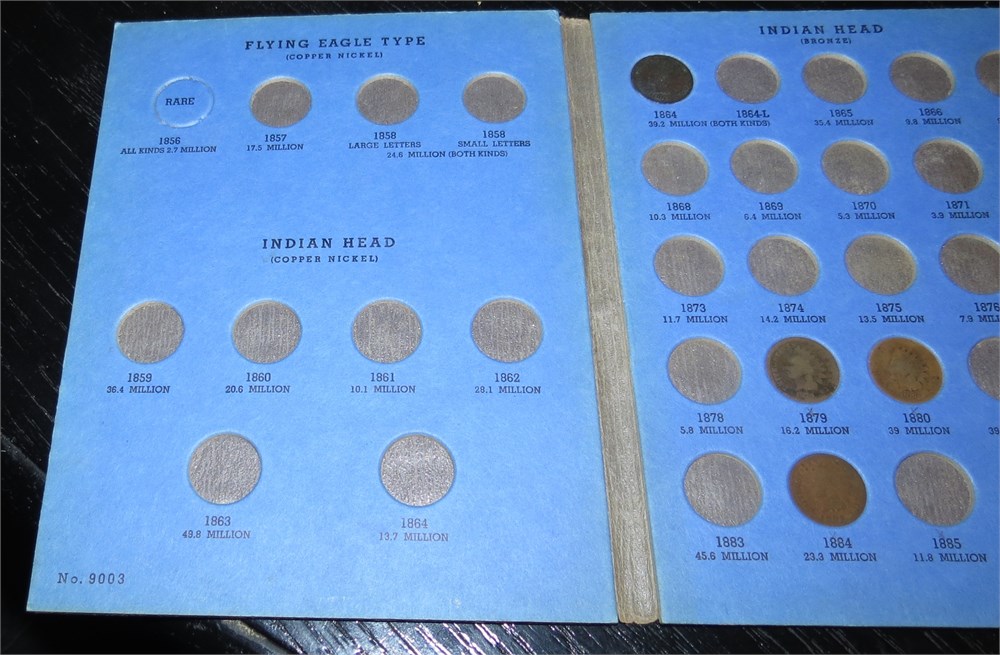 FLYING EAGLE TYPE
(COPPER NICKEL)
RARE
1856
ALL KINDS 2.7 MILLION
1857
17.5 MILLION
1858
LARGE LETTERS
1858
SMALL LETTERS
24.6 MILLION (BOTH KINDS)
INDIAN HEAD
(COPPER NICKEL)
1859
36.4 MILLION
1860
20.6 MILLION
1861
10.1 MILLION
1862
28.1 MILLION
1863
49.8 MILLION
1864
13.7 MILLION
No. 9003
INDIAN HEAD
(BRONZE)
1864
1864-L
39.2 MILLION (BOTH KINDS)
1865
35.4 MILLION
1866
9.8 MILLION
1868
10.3 MILLION
1869
6.4 MILLION
1870
5.3 MILLION
1871
3.9 MILLION
1873
11.7 MILLION
1874
14.2 MILLION
1875
13.5 MILLION
1876
7.9 MILL
1878
5.8 MILLION
1879
16.2 MILLION
1880
39 MILLION
1883
45.6 MILLION
1884
23.3 MILLION
1885
11.8 MILLION